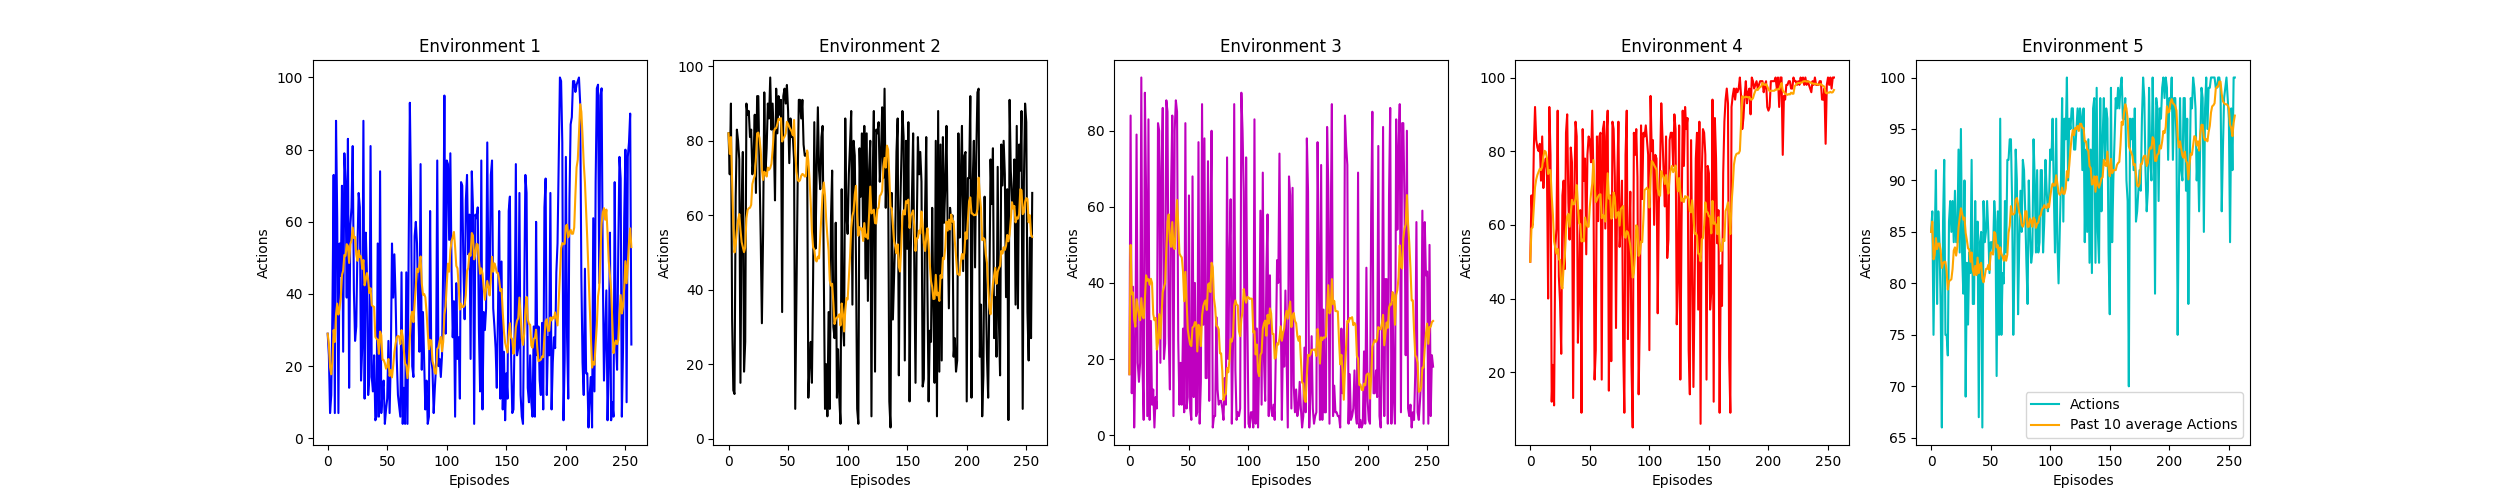 Environment 1
Actions
100
80
60
40
20
0
0 50 100 150 200 250
Episodes
Environment 2
Actions
100
80
60
40
20
0
0 50 100 150 200 250
Episodes
Environment 3
Actions
80
60
40
20
0
0 50 100 150 200 250
Episodes
Environment 4
Actions
100
80
60
40
20
0 50 100 150 200 250
Episodes
Environment 5
Actions
100
95
90
85
80
75
70
65
Actions
Past 10 average Actions
0 50 100 150 200 250
Episodes